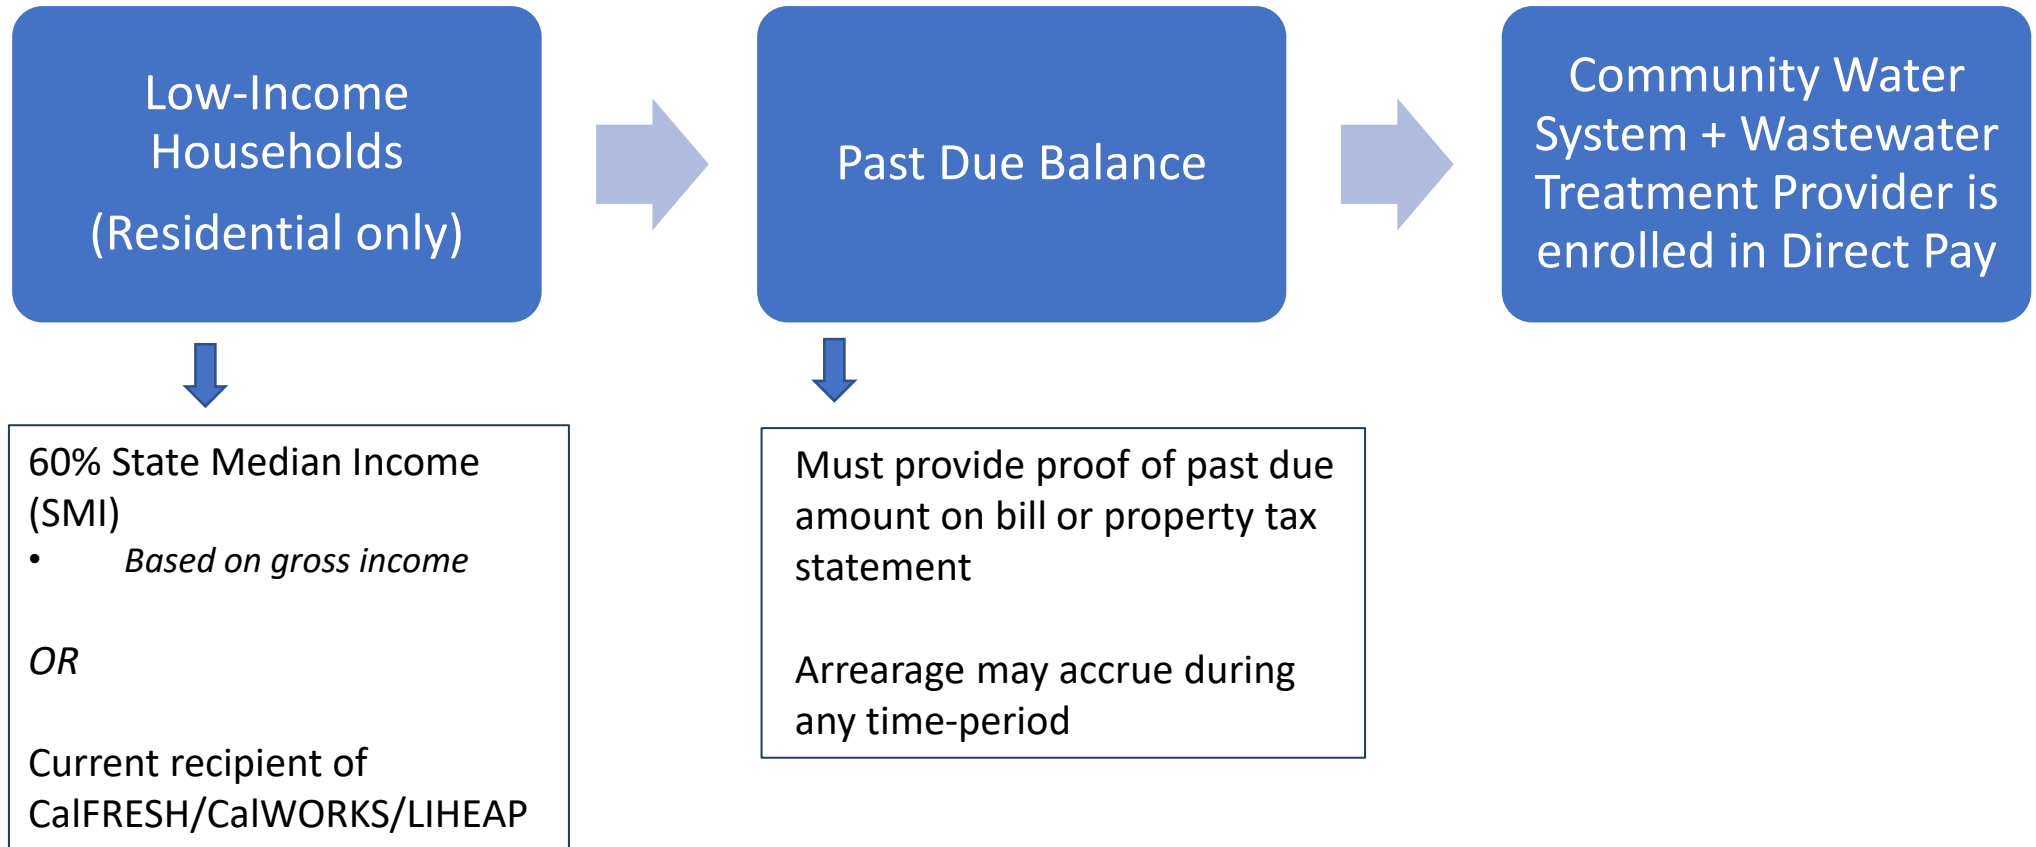 Low-Income
Households
(Residential only)
Past Due Balance
Community Water
System + Wastewater
Treatment Provider is
enrolled in Direct Pay
60% State Median Income
(SMI)
• Based on gross income
OR
Current recipient of
CalFRESH/CalWORKS/LIHEAP
Must provide proof of past due
amount on bill or property tax
statement
Arrearage may accrue during
any time-period